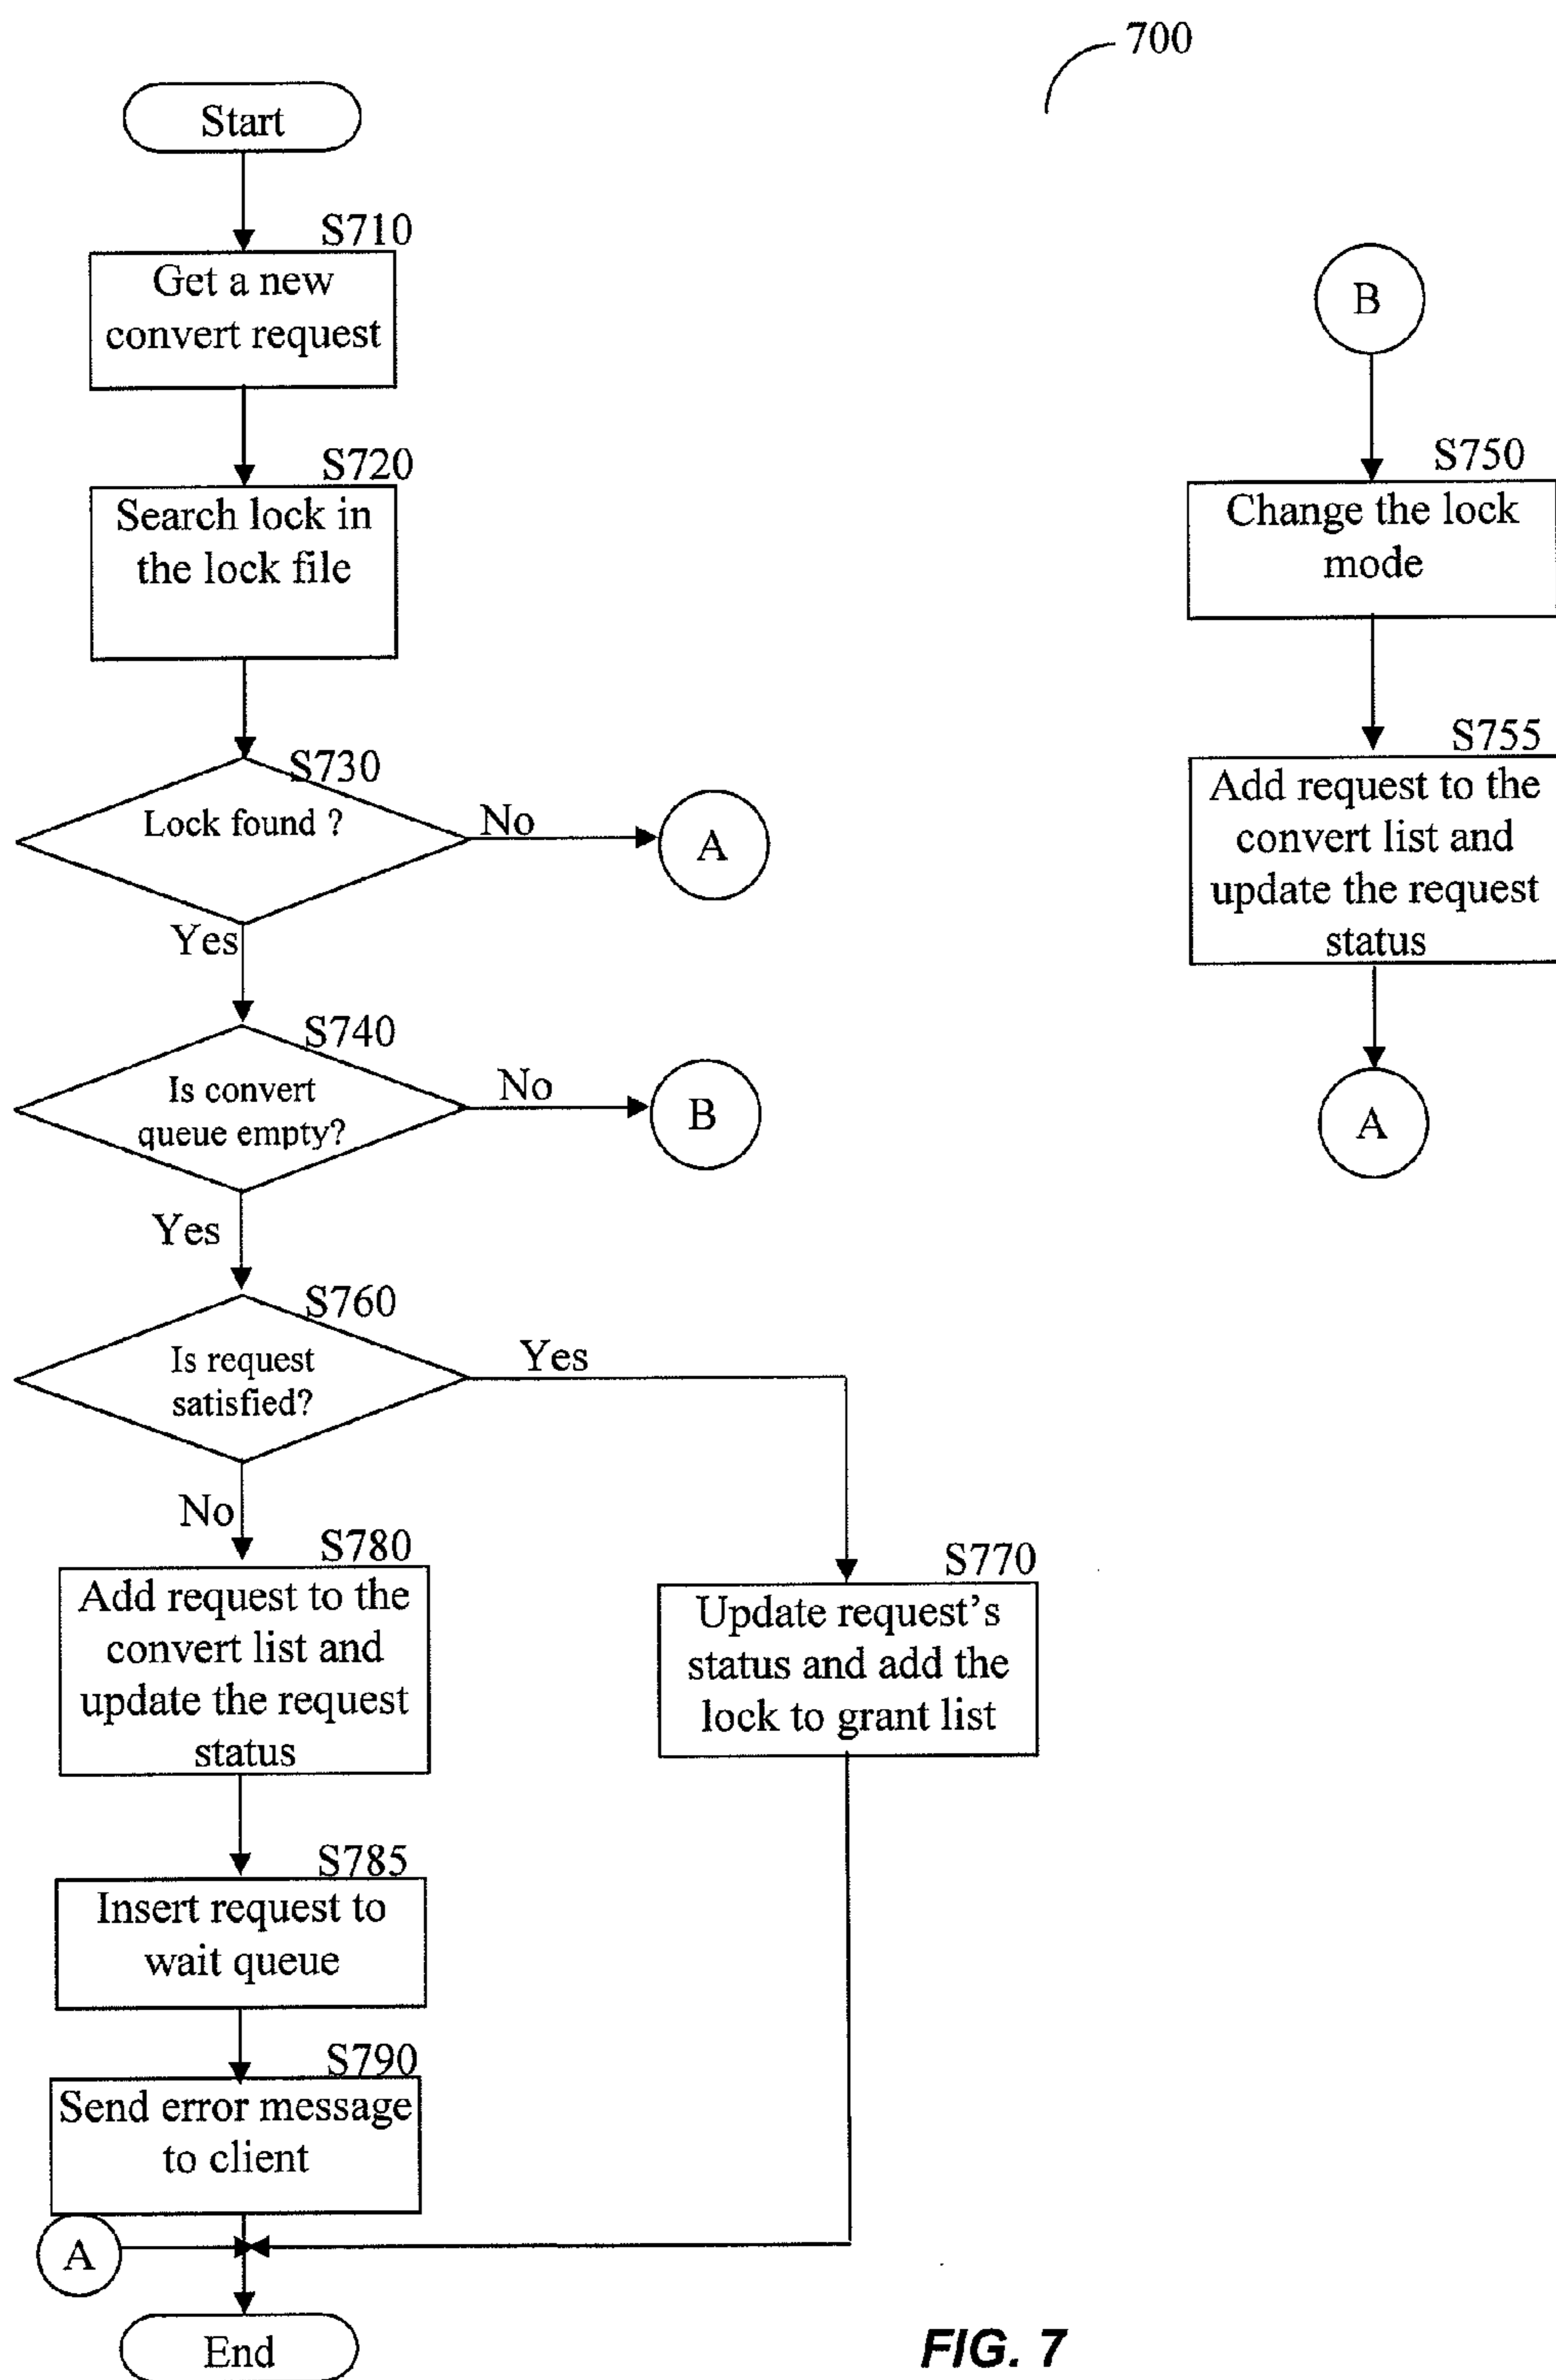 700
Start
S710
Get a new
convert request
S720
Search lock in
the lock file
S730
Lock found ?
No
A
Yes
S740
Is convert
queue empty?
No
B
Yes
S760
Is request
satisfied?
Yes
No
S780
Add request to the
convert list and
update the request
status
S770
Update request's
status and add the
lock to grant list
S785
Insert request to
wait queue
S790
Send error message
to client
A
End
B
S750
Change the lock
mode
S755
Add request to the
convert list and
update the request
status
A
FIG. 7